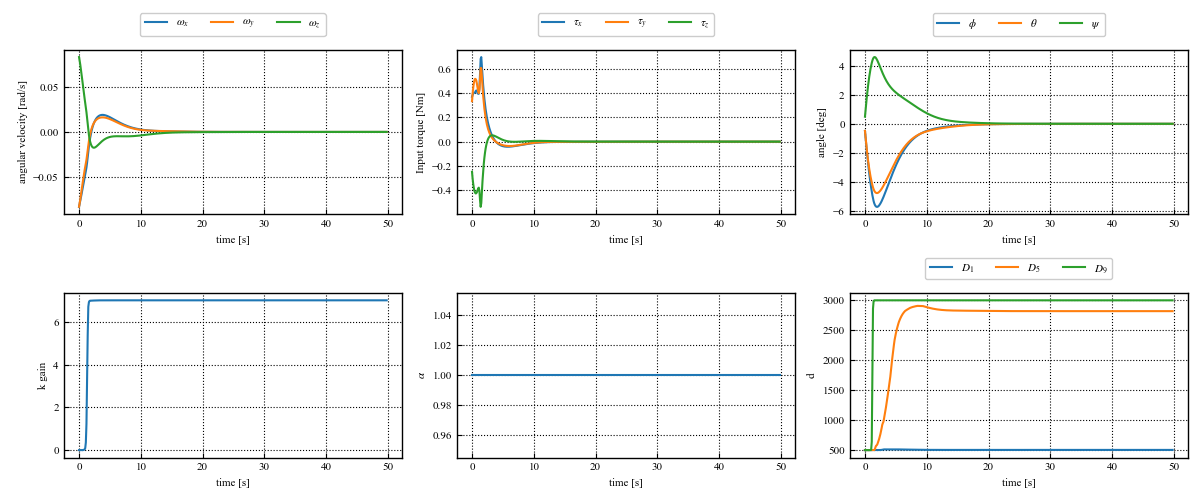 ωx ωy ωz
angular velocity [rad/s]
0.05
0.00
−0.05
0 10 20 30 40 50
time [s]
τx τy τz
Input torque [Nm]
0.6
0.4
0.2
0.0
−0.2
−0.4
0 10 20 30 40 50
time [s]
ϕ θ ψ
angle [deg]
4
2
0
−2
−4
−6
0 10 20 30 40 50
time [s]
k gain
6
4
2
0
0 10 20 30 40 50
time [s]
α
1.04
1.02
1.00
0.98
0.96
0 10 20 30 40 50
time [s]
D1 D5 D9
d
3000
2500
2000
1500
1000
500
0 10 20 30 40 50
time [s]